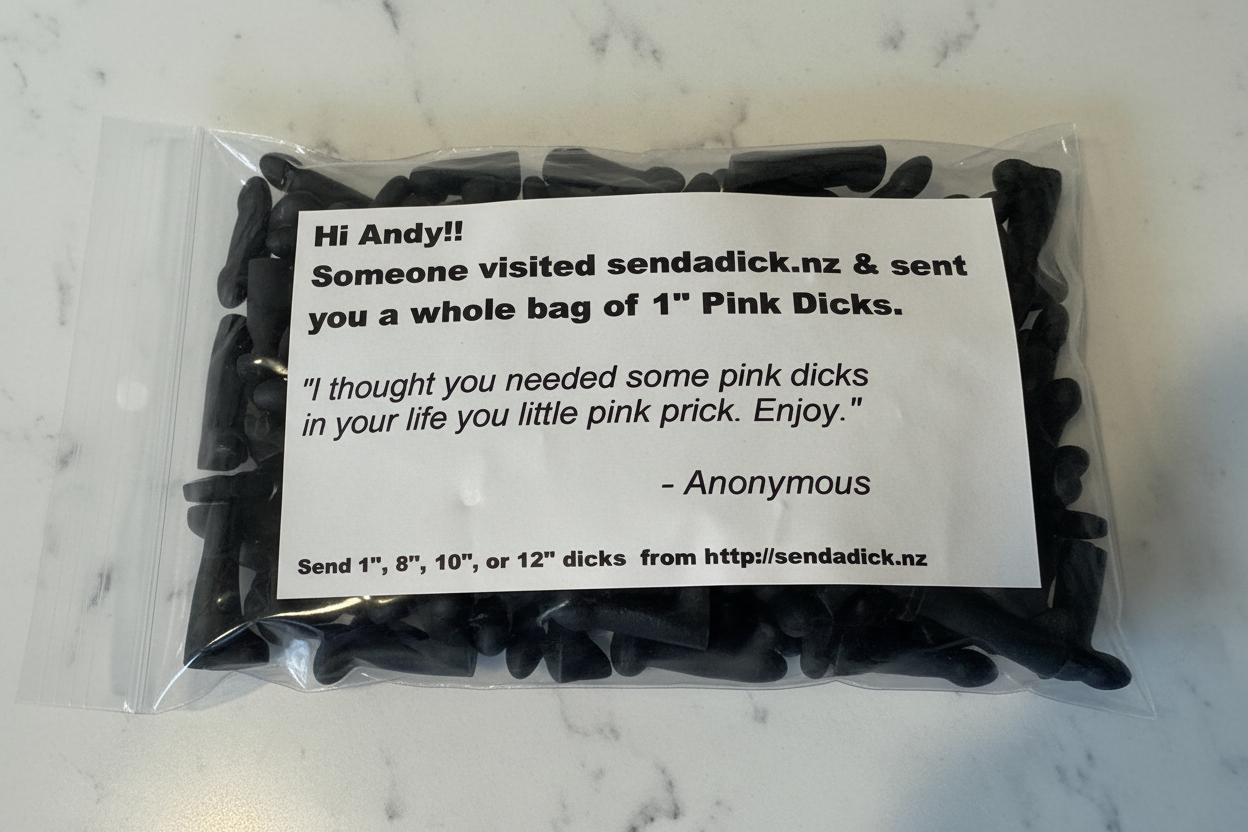 Hi Andy!!
Someone visited sendadick.nz & sent
you a whole bag of 1" Pink Dicks.
"I thought you needed some pink dicks
in your life you little pink prick. Enjoy."
- Anonymous
Send 1", 8", 10", or 12" dicks from http://sendadick.nz